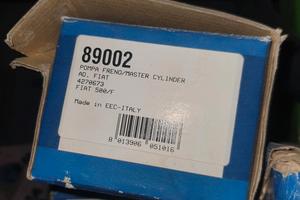 89002
POMPA FRENO/MASTER CYLINDER
AD. FIAT
4270673
FIAT 500/F
Made in EEC-ITALY
8 013906 051016